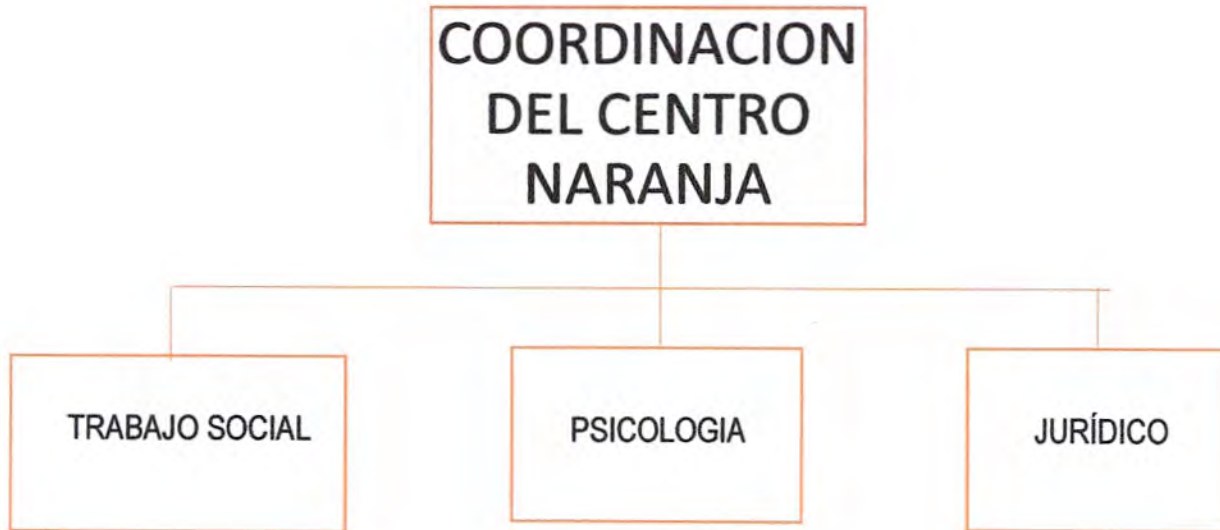 COORDINACION
DEL CENTRO
NARANJA
TRABAJO SOCIAL
PSICOLOGIA
JURÍDICO